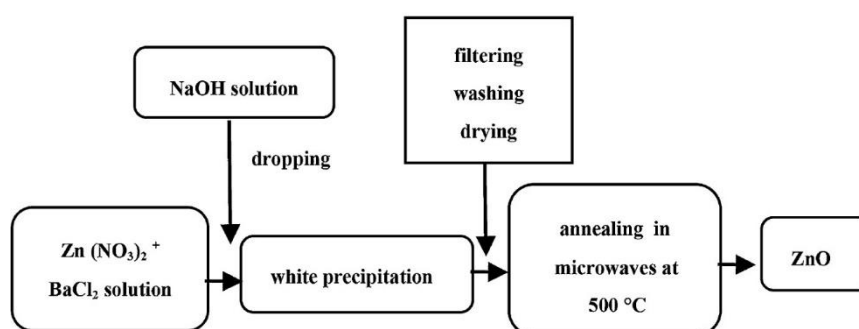 NaOH solution
dropping
filtering
washing
drying
Zn (NO₃)₂ ⁺
BaCl₂ solution
white precipitation
annealing in
microwaves at
500 °C
ZnO